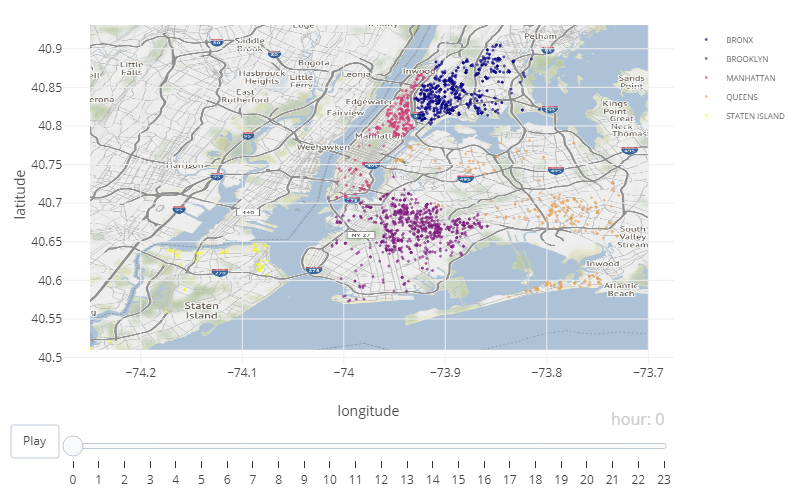 40.9
40.85
40.8
40.75
40.7
40.65
40.6
40.55
40.5
latitude
Pelham
Saddle
Brook
Bogota
Little
Falls
Hasbrouck
Heights
Little
Ferry
Leonia
Inwood
East
Rutherford
Edgewater
Fairview
Sands
Point
Kings
Point
Great
Neck
Thomas
Manhatta
Weehawken
Harrison
440
NY 27
278
495
South
Valley
Stream
Inwood
Atlantic
Beach
Staten
Island
−74.2
−74.1
−74
−73.9
−73.8
−73.7
longitude
BRONX
BROOKLYN
MANHATTAN
QUEENS
STATEN ISLAND
hour: 0
Play
0 1 2 3 4 5 6 7 8 9 10 11 12 13 14 15 16 17 18 19 20 21 22 23